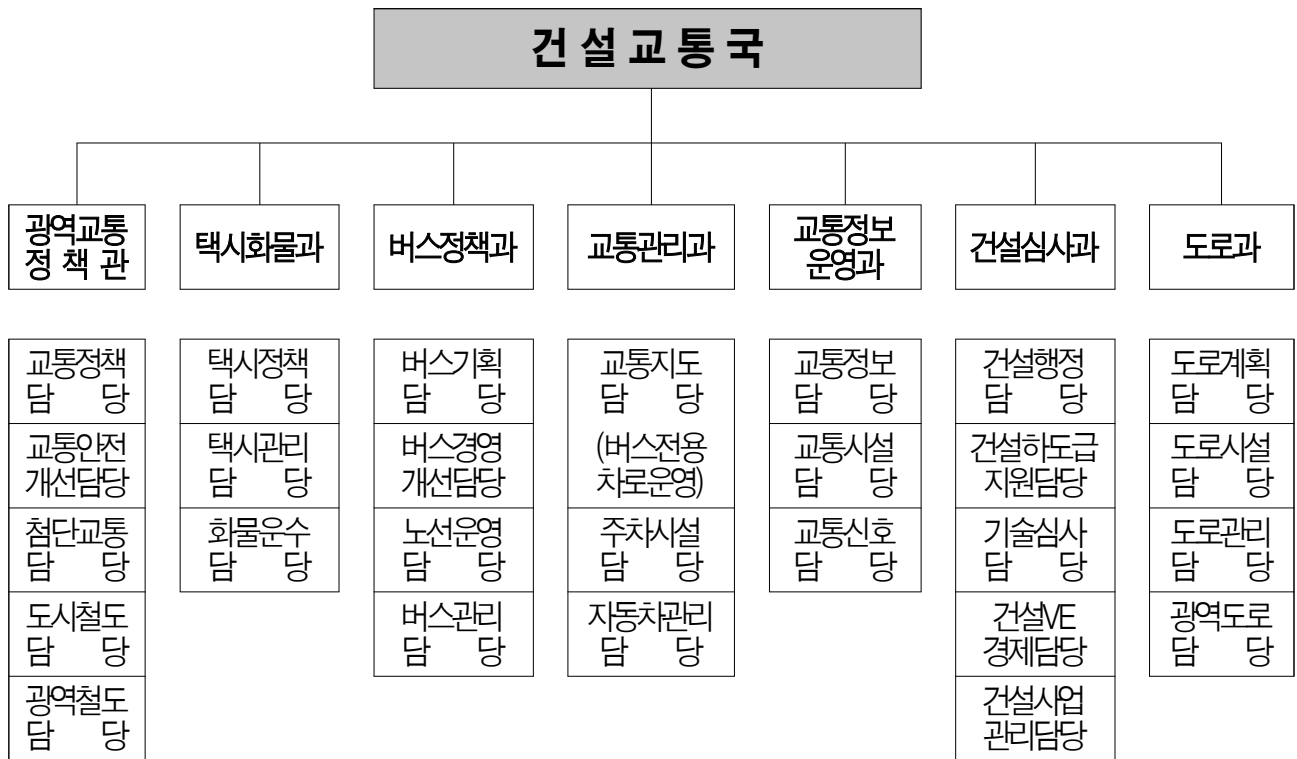 건 설 교 통 국
광역교통
정 책 관
택시화물과
버스정책과
교통관리과
교통정보
운영과
건설심사과
도로과
교통정책
담 당
교통안전
개선담당
첨단교통
담 당
도시철도
담 당
광역철도
담 당
택시정책
담 당
택시관리
담 당
화물운수
담 당
버스기획
담 당
버스경영
개선담당
노선운영
담 당
버스관리
담 당
교통지도
담 당
(버스전용
차로운영)
주차시설
담 당
자동차관리
담 당
교통정보
담 당
교통시설
담 당
교통신호
담 당
건설행정
담 당
건설하도급
지원담당
기술심사
담 당
건설VE
경제담당
건설사업
관리담당
도로계획
담 당
도로시설
담 당
도로관리
담 당
광역도로
담 당